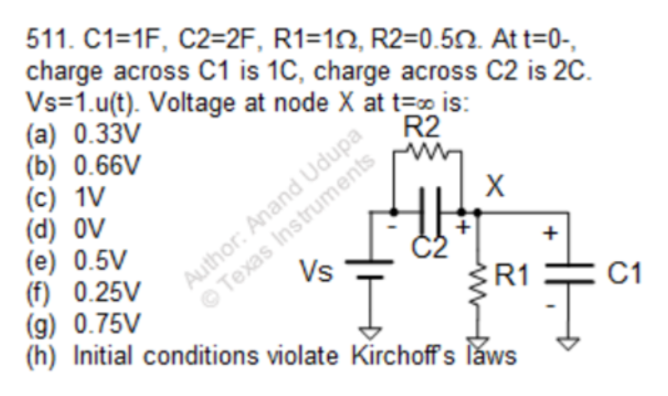 511. C1=1F, C2=2F, R1=1Ω, R2=0.5Ω. At t=0-,
charge across C1 is 1C, charge across C2 is 2C.
Vs=1.u(t). Voltage at node X at t=∞ is:
(a) 0.33V
(b) 0.66V
(c) 1V
(d) 0V
(e) 0.5V
(f) 0.25V
(g) 0.75V
(h) Initial conditions violate Kirchoff's laws
R2
X
- +
C2
+
Vs
R1
C1
-
Author: Anand Udupa
© Texas Instruments